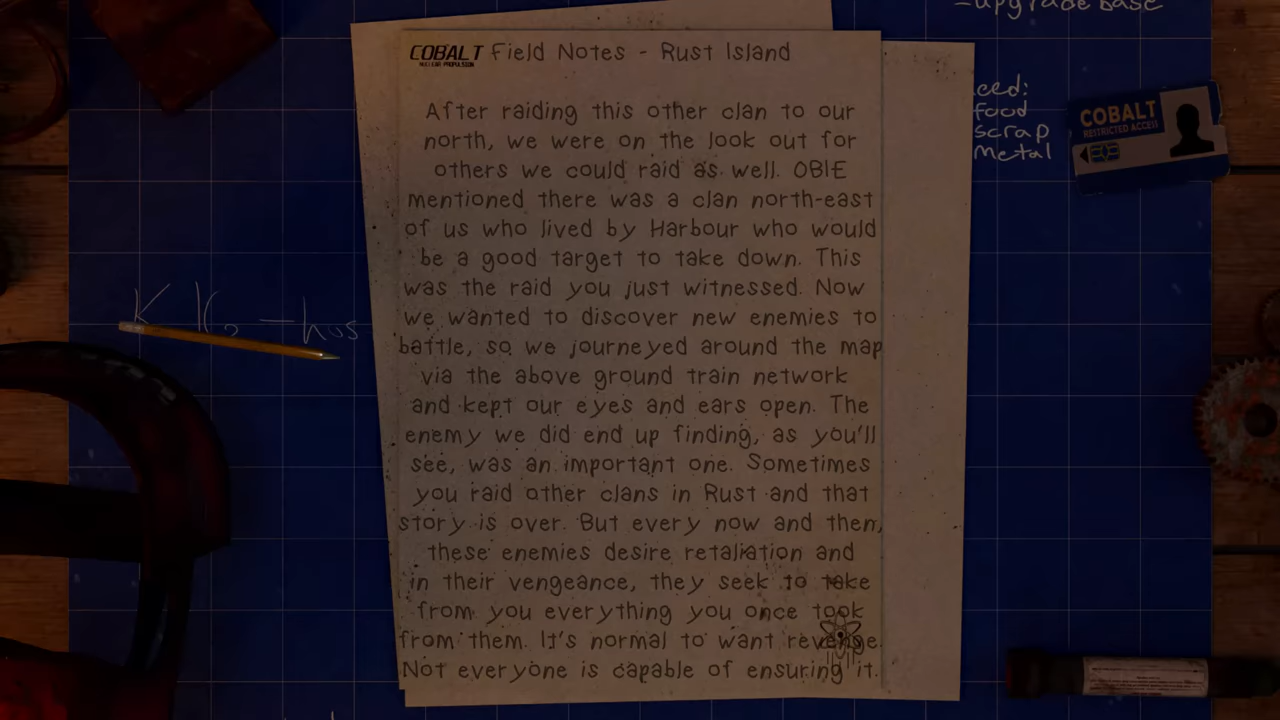 -upgrade base
COBALT
NUCLEAR PROPULSION
Field Notes - Rust Island
After raiding this other clan to our
north, we were on the look out for
others we could raid as well. OBIE
mentioned there was a clan north-east
of us who lived by Harbour who would
be a good target to take down. This
was the raid you just witnessed. Now
we wanted to discover new enemies to
battle, so we journeyed around the map
via the above ground train network
and kept our eyes and ears open. The
enemy we did end up finding, as you'll
see, was an important one. Sometimes
you raid other clans in Rust and that
story is over. But every now and then,
these enemies desire retaliation and
in their vengeance, they seek to take
from you everything you once took
from them. It's normal to want revenge.
Not everyone is capable of ensuring it.
food
scrap
Metal
COBALT
RESTRICTED ACCESS